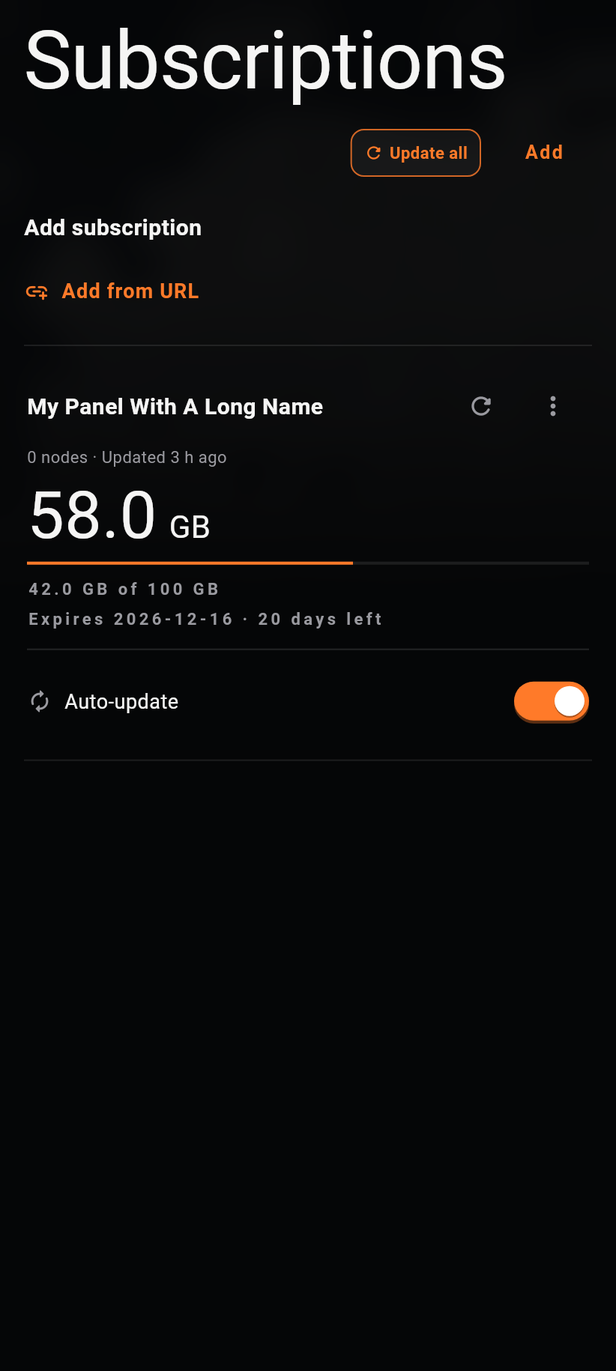 Subscriptions
Update all
Add
Add subscription
Add from URL
My Panel With A Long Name
0 nodes · Updated 3 h ago
58.0 GB
42.0 GB of 100 GB
Expires 2026-12-16 · 20 days left
Auto-update